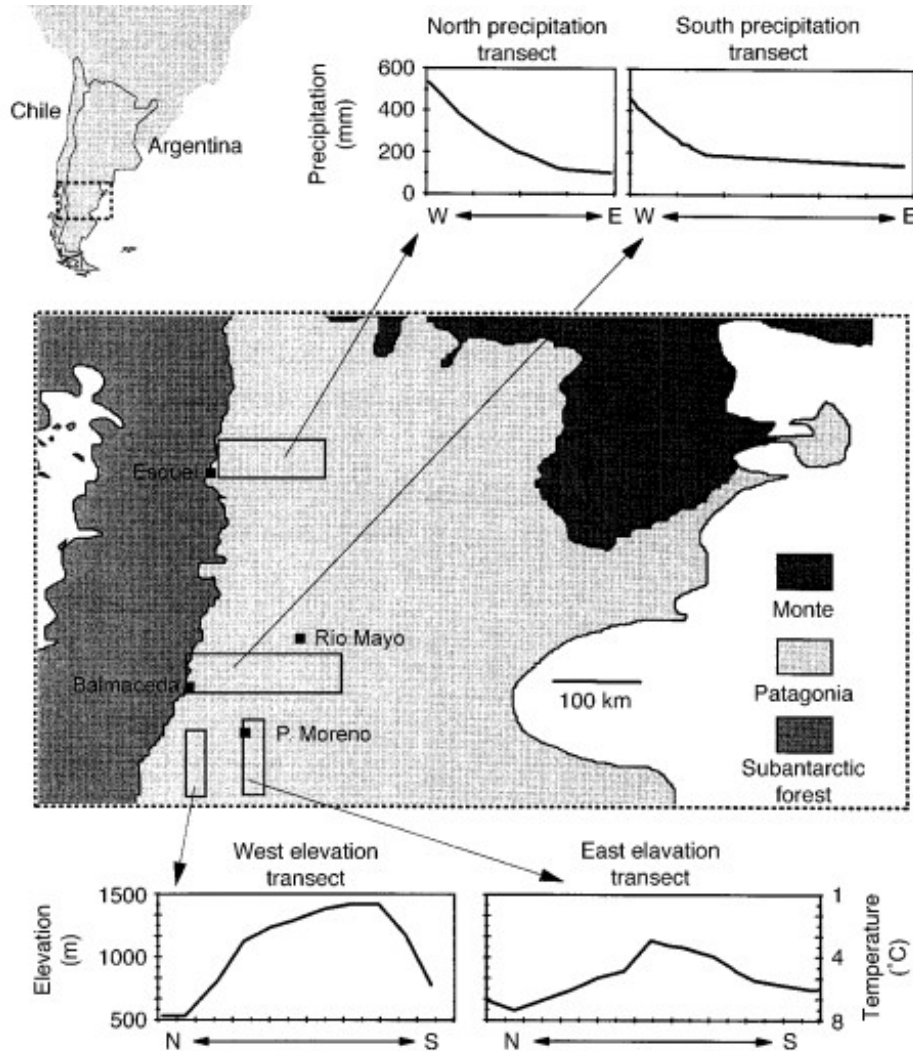 North precipitation
transect
South precipitation
transect
Chile
Argentina
Precipitation
(mm)
600
400
200
0
W
E
W
E
Esquel
Rio Mayo
Balmaceda
P. Moreno
100 km
Monte
Patagonia
Subantarctic
forest
West elevation
transect
East elavation
transect
Elevation
(m)
1500
1000
500
N
S
N
S
1
4
8
Temperature
(˚C)